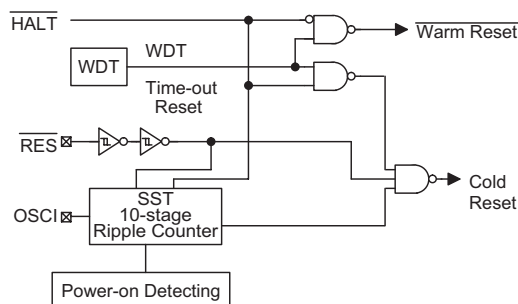 HALT
Warm Reset
WDT
WDT
Time-out
Reset
RES
Cold
Reset
OSCI
SST
10-stage
Ripple Counter
Power-on Detecting